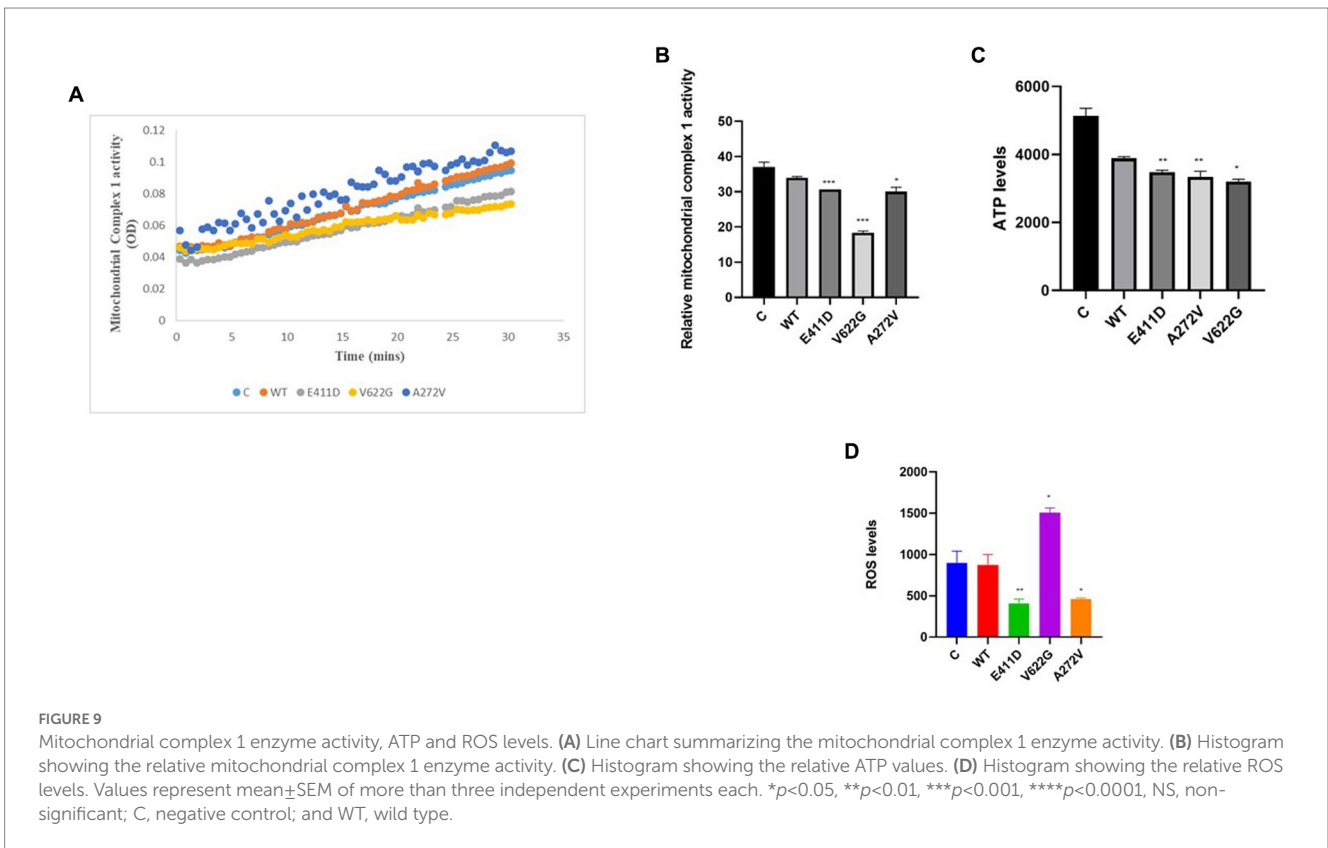 A
Mitochondrial Complex 1 activity
(OD)
0.12
0.1
0.08
0.06
0.04
0.02
0
0 5 10 15 20 25 30 35
Time (mins)
C WT E411D V622G A272V
B
Relative mitochondrial complex 1 activity
50
40
30
20
10
0
*** *** *
C WT E411D V622G A272V
C
ATP levels
6000
4000
2000
0
** ** *
C WT E411D A272V V622G
D
ROS levels
2000
1500
1000
500
0
** * *
C WT E411D V622G A272V
FIGURE 9
Mitochondrial complex 1 enzyme activity, ATP and ROS levels. (A) Line chart summarizing the mitochondrial complex 1 enzyme activity. (B) Histogram
showing the relative mitochondrial complex 1 enzyme activity. (C) Histogram showing the relative ATP values. (D) Histogram showing the relative ROS
levels. Values represent mean±SEM of more than three independent experiments each. *p<0.05, **p<0.01, ***p<0.001, ****p<0.0001, NS, non-
significant; C, negative control; and WT, wild type.